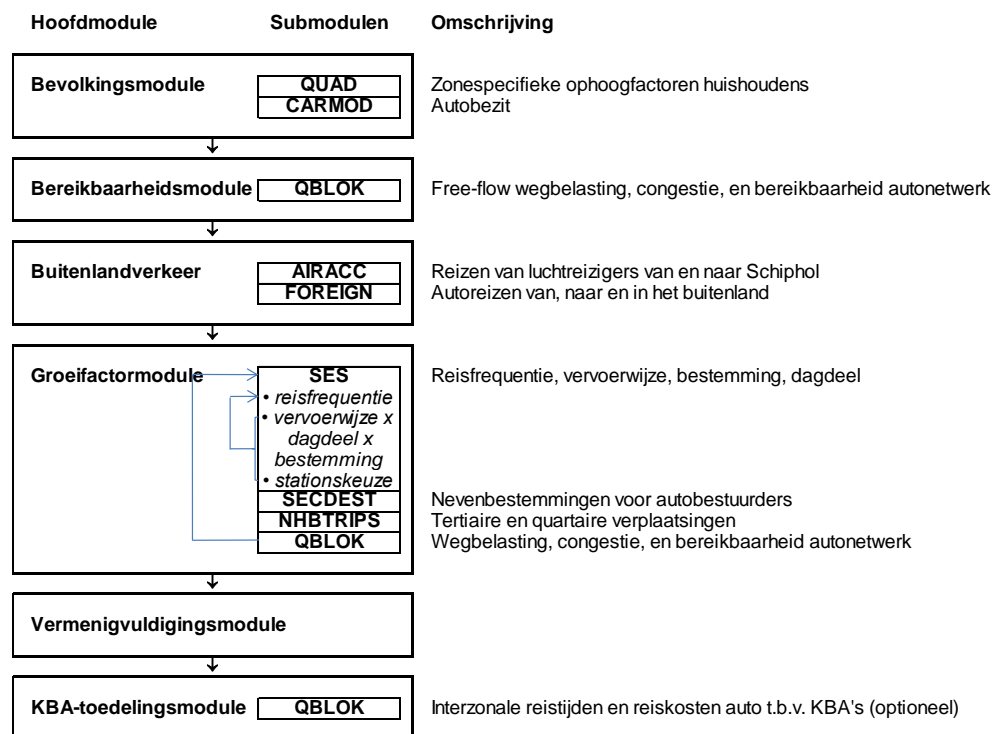 Hoofdmodule Submodulen Omschrijving
Bevolkingsmodule QUAD Zonespecifieke ophoogfactoren huishoudens
CARMOD Autobezit
Bereikbaarheidsmodule QBLOK Free-flow wegbelasting, congestie, en bereikbaarheid autonetwerk
Buitenlandverkeer AIRACC Reizen van luchtreizigers van en naar Schiphol
FOREIGN Autoreizen van, naar en in het buitenland
Groeifactormodule SES Reisfrequentie, vervoerwijze, bestemming, dagdeel
• reisfrequentie
• vervoerwijze x
dagdeel x
bestemming
• stationskeuze
SECDEST Nevenbestemmingen voor autobestuurders
NHBTRIPS Tertiaire en quartaire verplaatsingen
QBLOK Wegbelasting, congestie, en bereikbaarheid autonetwerk
Vermenigvuldigingsmodule
KBA-toedelingsmodule QBLOK Interzonale reistijden en reiskosten auto t.b.v. KBA's (optioneel)